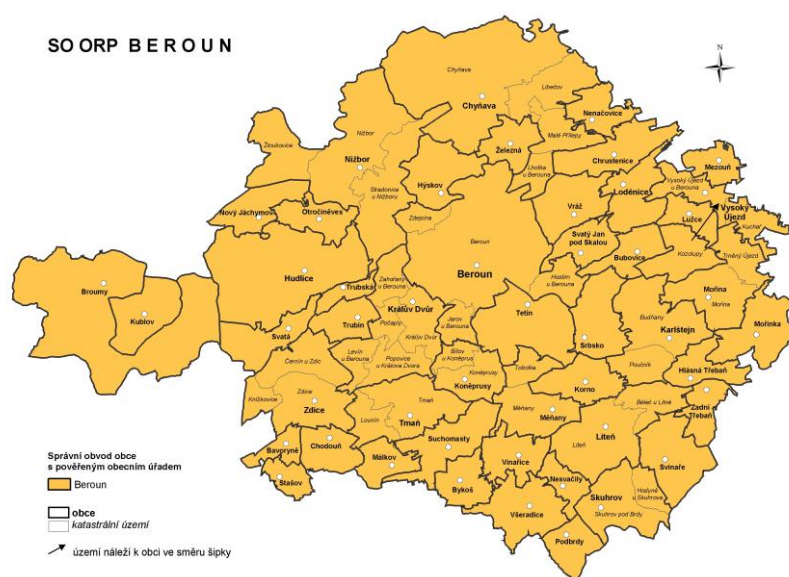 SO ORP BEROUN
N
Chyňava
Libečov
Chyňava
Nenačovice
Malé Přílepy
Železná
Žloukovice
Nižbor
Nižbor
Chrustenice
Mezouň
Lhotka
u Berouna
Vysoký Újezd
u Berouna
Stradonice
u Nižboru
Hýskov
Loděnice
Vysoký
Újezd
Nový Jáchymov
Otročiněves
Zdejcina
Vráž
Lužce
Kuchař
Svatý Jan
pod Skalou
Beroun
Bubovice
Kozolupy
Trněný Újezd
Beroun
Hostim
u Berouna
Hudlice
Zahořany
u Berouna
Broumy
Trubská
Mořina
Mořina
Kublov
Králův Dvůr
Tetín
Budňany
Trubín
Počaply
Jarov
u Berouna
Mořinka
Svatá
Králův Dvůr
Srbsko
Karlštejn
Černín u Zdic
Levín
u Berouna
Popovice
u Králova Dvora
Bítov
u Koněprus
Tobolka
Poučník
Koněprusy
Koněprusy
Korno
Hlásná Třebaň
Knížkovice
Zdice
Zdice
Tmaň
Měňany
Běleč u Litně
Zadní
Třebaň
Lounín
Tmaň
Měňany
Liteň
Suchomasty
Liteň
Bavoryně
Chodouň
Málkov
Vinařice
Svinaře
Stašov
Bykoš
Nesvačily
Hodyně
u Skuhrova
Skuhrov
Všeradice
Skuhrov pod Brdy
Podbrdy
Správní obvod obce
s pověřeným obecním úřadem
Beroun
obce
katastrální území
území náleží k obci ve směru šipky